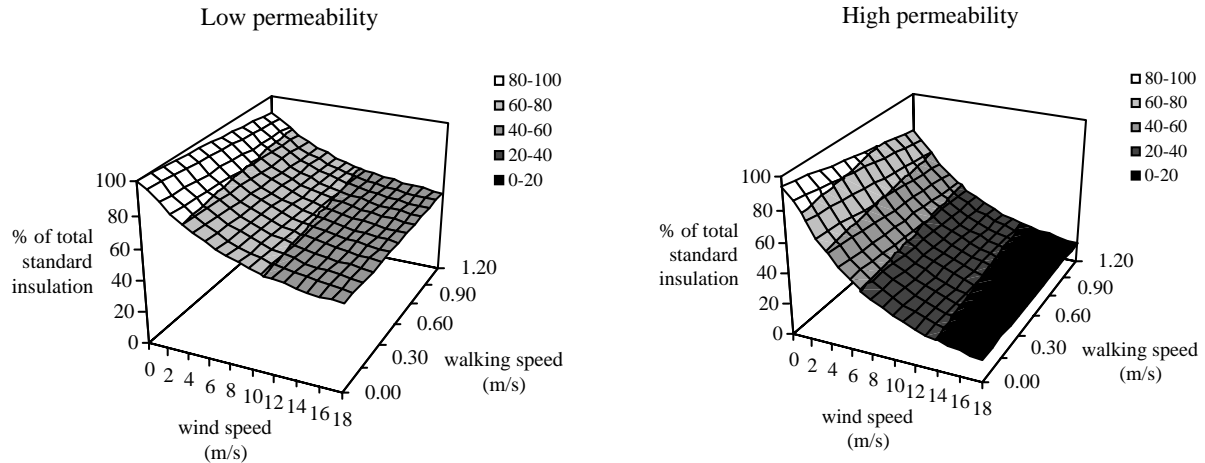 Low permeability
80-100
60-80
40-60
20-40
0-20
100
80
60
40
20
0
% of total
standard
insulation
0 2 4 6 8 10 12 14 16 18
wind speed
(m/s)
0.00
0.30
0.60
0.90
1.20
walking speed
(m/s)
High permeability
80-100
60-80
40-60
20-40
0-20
100
80
60
40
20
0
% of total
standard
insulation
0 2 4 6 8 10 12 14 16 18
wind speed
(m/s)
0.00
0.30
0.60
0.90
1.20
walking speed
(m/s)